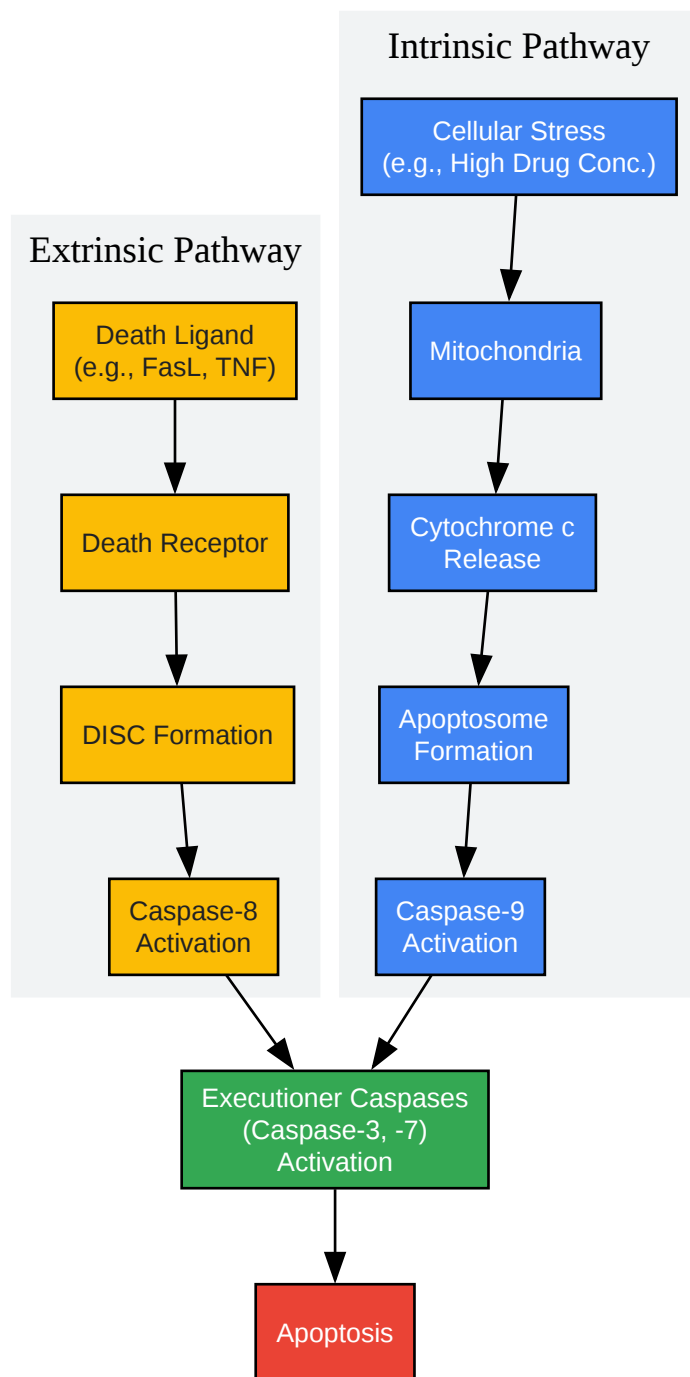 Intrinsic Pathway
Cellular Stress
(e.g., High Drug Conc.)
Extrinsic Pathway
Death Ligand
(e.g., FasL, TNF)
Mitochondria
Death Receptor
Cytochrome c
Release
DISC Formation
Apoptosome
Formation
Caspase-8
Activation
Caspase-9
Activation
Executioner Caspases
(Caspase-3, -7)
Activation
Apoptosis